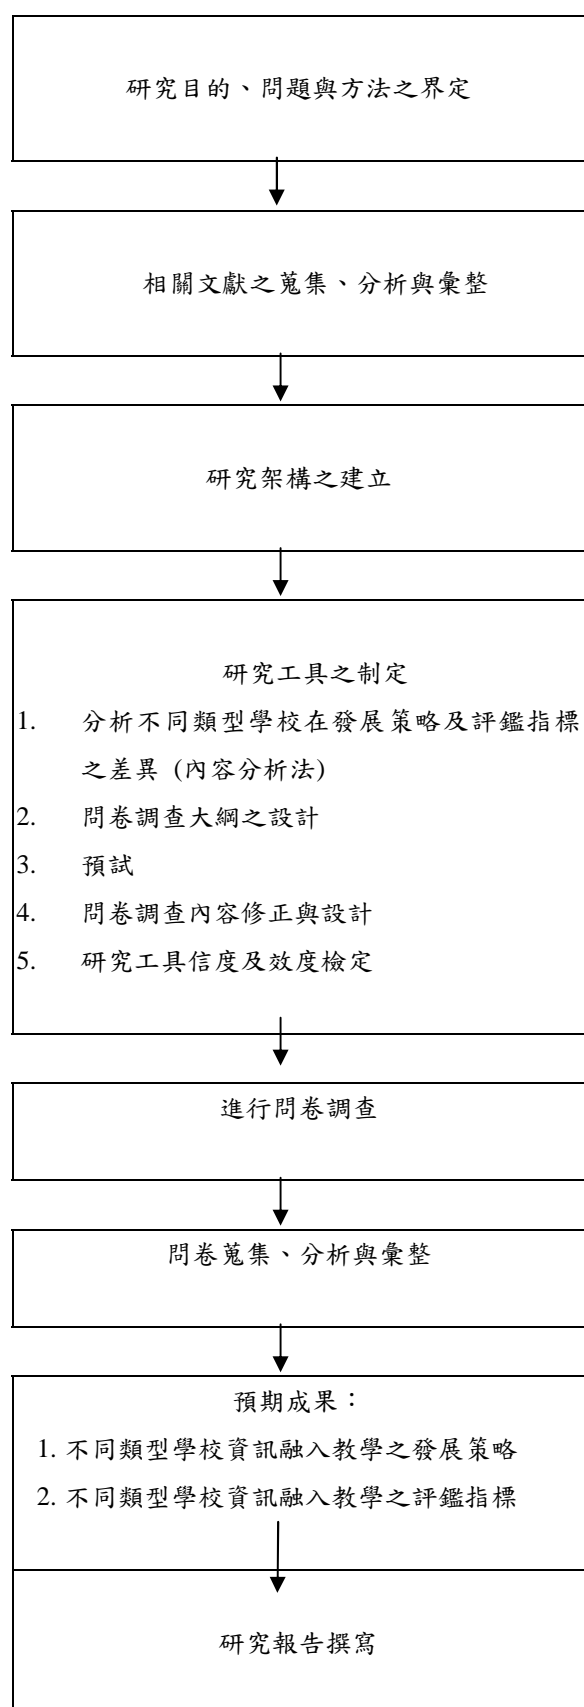 研究目的、問題與方法之界定
相關文獻之蒐集、分析與彙整
研究架構之建立
研究工具之制定
1. 分析不同類型學校在發展策略及評鑑指標
之差異 (內容分析法)
2. 問卷調查大綱之設計
3. 預試
4. 問卷調查內容修正與設計
5. 研究工具信度及效度檢定
進行問卷調查
問卷蒐集、分析與彙整
預期成果：
1. 不同類型學校資訊融入教學之發展策略
2. 不同類型學校資訊融入教學之評鑑指標
研究報告撰寫